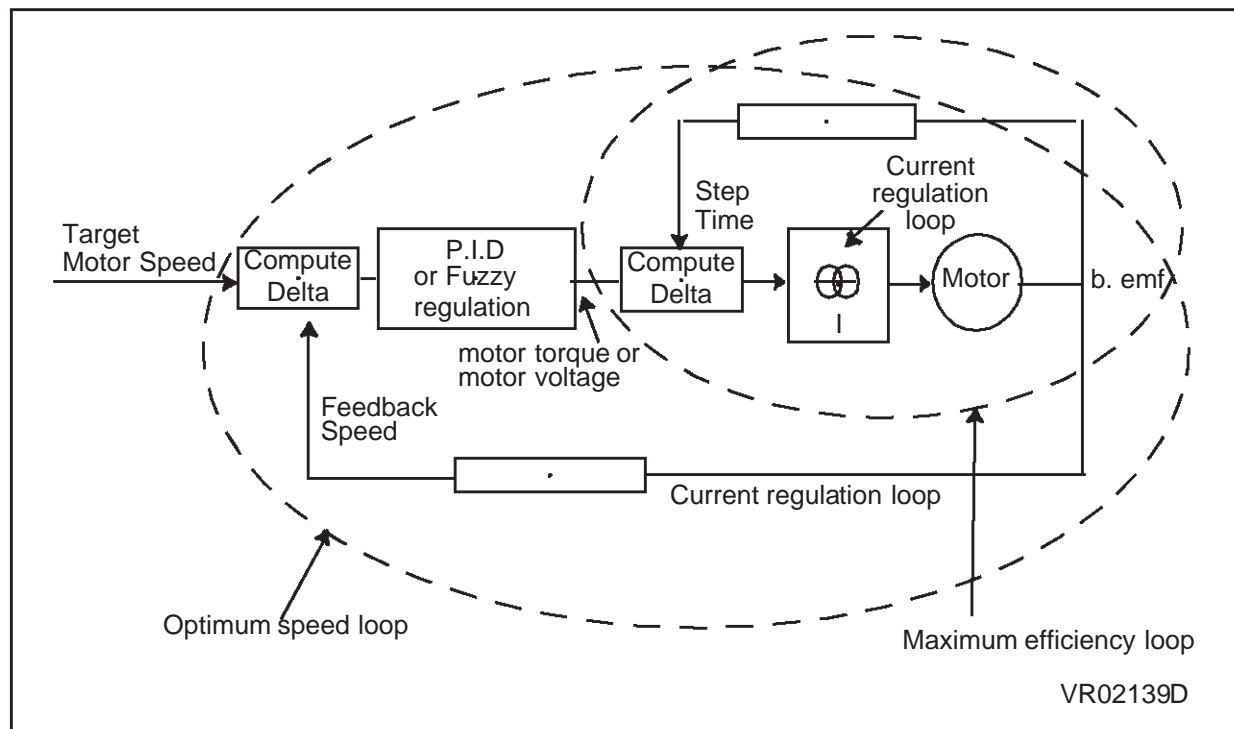 Current
regulation
loop
Step
Time
Target
Motor Speed
Compute
Delta
P.I.D
or Fuzzy
regulation
Compute
Delta
I
Motor
b. emf
motor torque or
motor voltage
Feedback
Speed
Current regulation loop
Optimum speed loop
Maximum efficiency loop
VR02139D